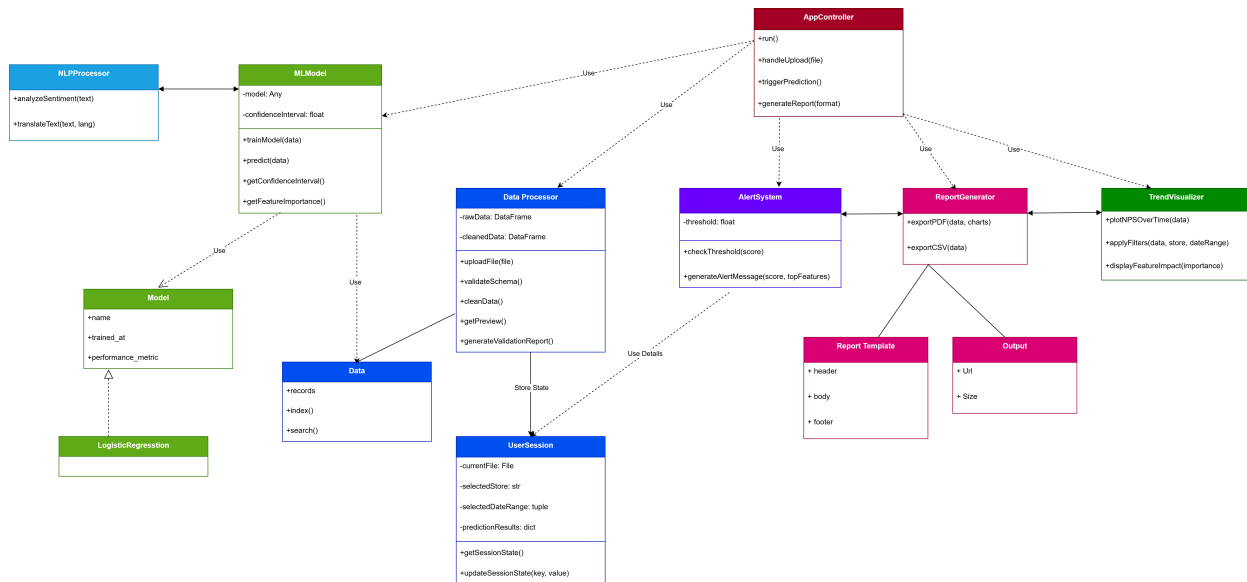 AppController
+run()
+handleUpload(file)
+triggerPrediction()
+generateReport(format)
NLPProcessor
+analyzeSentiment(text)
+translateText(text, lang)
MLModel
-model: Any
-confidenceInterval: float
+trainModel(data)
+predict(data)
+getConfidenceInterval()
+getFeatureImportance()
Use
Use
Use
Use
Use
Data Processor
-rawData: DataFrame
-cleanedData: DataFrame
+uploadFile(file)
+validateSchema()
+cleanData()
+getPreview()
+generateValidationReport()
AlertSystem
-threshold: float
+checkThreshold(score)
+generateAlertMessage(score, topFeatures)
ReportGenerator
+exportPDF(data, charts)
+exportCSV(data)
TrendVisualizer
+plotNPSOverTime(data)
+applyFilters(data, store, dateRange)
+displayFeatureImpact(importance)
Use
Use
Model
+name
+trained_at
+performance_metric
Use Details
Store State
Data
+records
+index()
+search()
Report Template
+ header
+ body
+ footer
Output
+ Url
+ Size
LogisticRegresstion
UserSession
-currentFile: File
-selectedStore: str
-selectedDateRange: tuple
-predictionResults: dict
+getSessionState()
+updateSessionState(key, value)